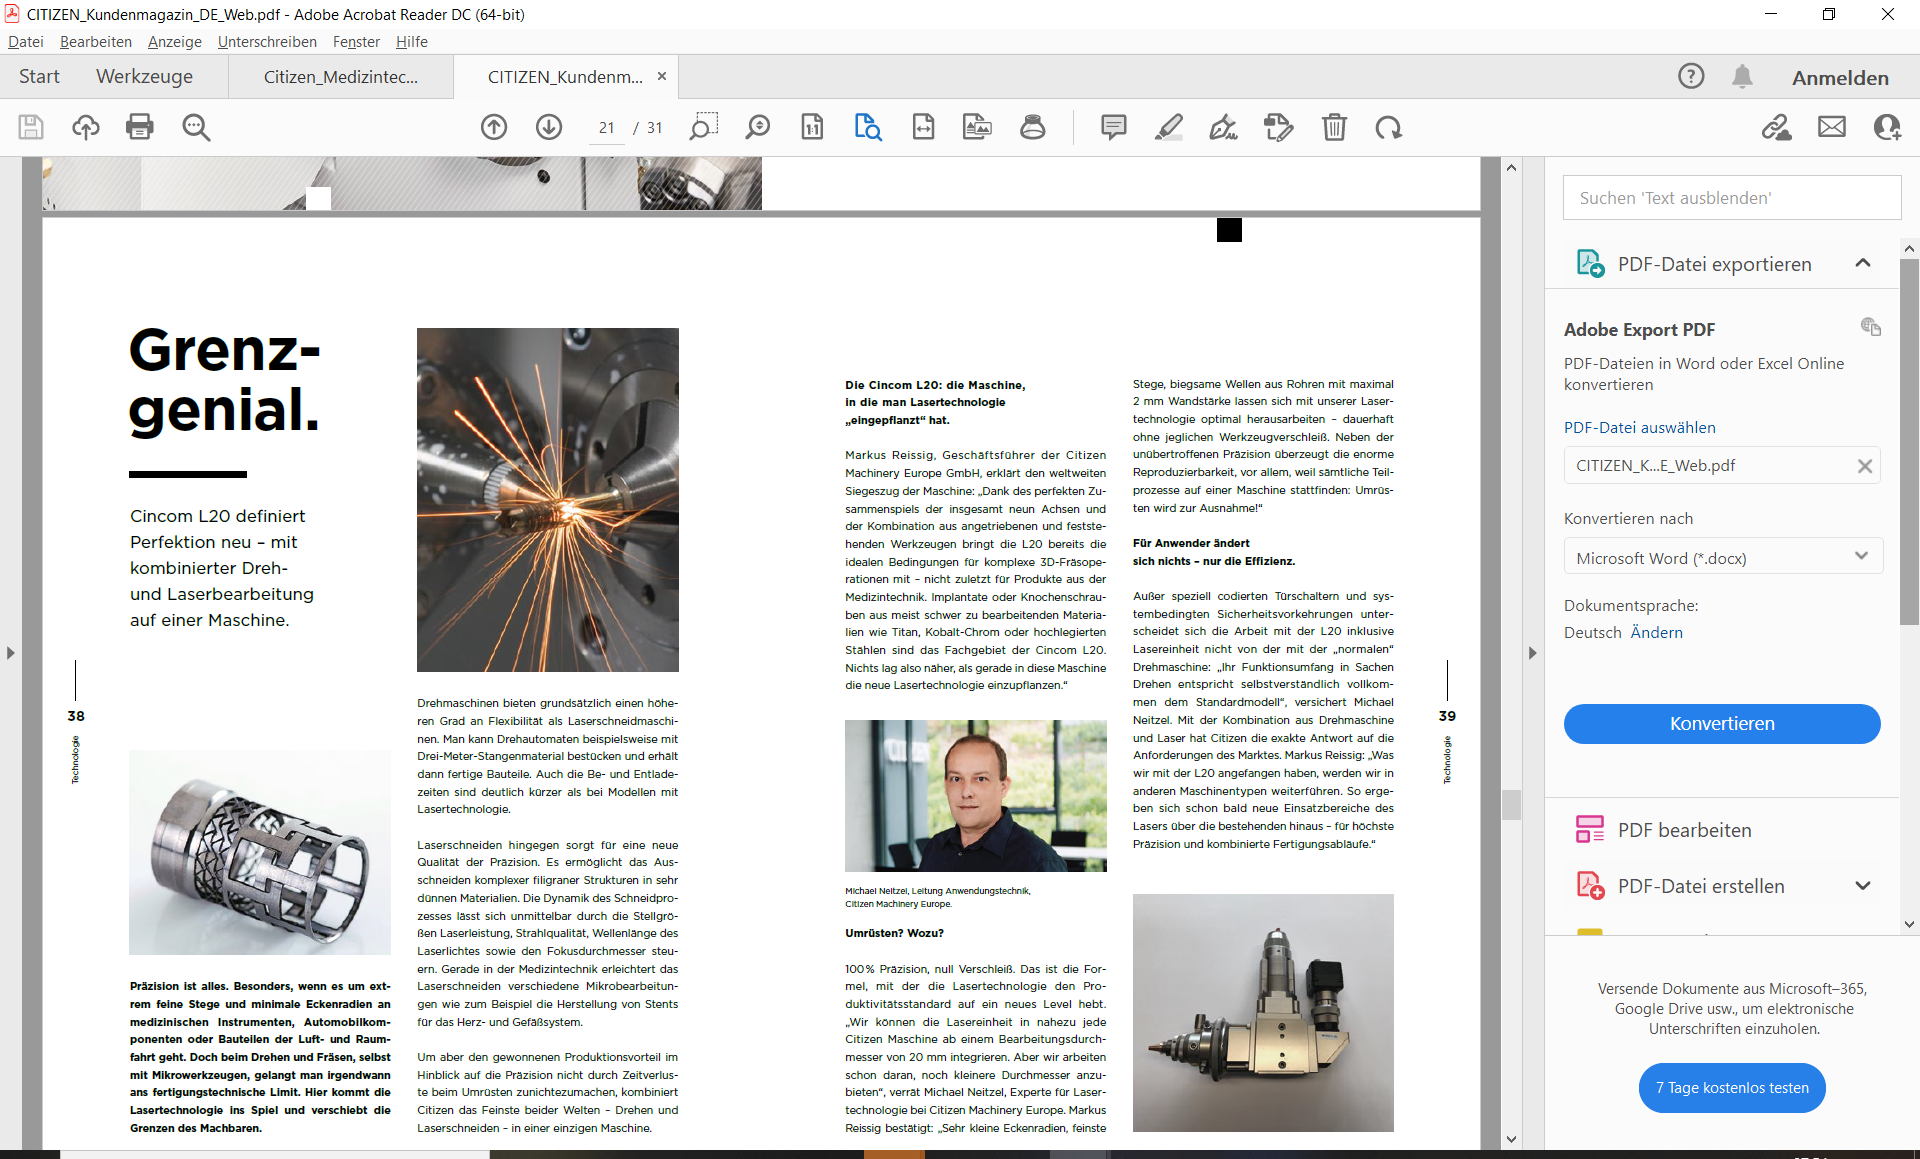 CITIZEN_Kundenmagazin_DE_Web.pdf - Adobe Acrobat Reader DC (64-bit)
Datei Bearbeiten Anzeige Unterschreiben Fenster Hilfe
Start Werkzeuge Citizen_Medizintec... CITIZEN_Kundenm... Anmelden
21 / 31
Grenz-
genial.
Cincom L20 definiert
Perfektion neu – mit
kombinierter Dreh-
und Laserbearbeitung
auf einer Maschine.
38
Technologie
Präzision ist alles. Besonders, wenn es um ext-
rem feine Stege und minimale Eckenradien an
medizinischen Instrumenten, Automobilkom-
ponenten oder Bauteilen der Luft- und Raum-
fahrt geht. Doch beim Drehen und Fräsen, selbst
mit Mikrowerkzeugen, gelangt man irgendwann
ans fertigungstechnische Limit. Hier kommt die
Lasertechnologie ins Spiel und verschiebt die
Grenzen des Machbaren.
Drehmaschinen bieten grundsätzlich einen höhe-
ren Grad an Flexibilität als Laserschneidmaschi-
nen. Man kann Drehautomaten beispielsweise mit
Drei-Meter-Stangenmaterial bestücken und erhält
dann fertige Bauteile. Auch die Be- und Entlade-
zeiten sind deutlich kürzer als bei Modellen mit
Lasertechnologie.
Laserschneiden hingegen sorgt für eine neue
Qualität der Präzision. Es ermöglicht das Aus-
schneiden komplexer filigraner Strukturen in sehr
dünnen Materialien. Die Dynamik des Schneidpro-
zesses lässt sich unmittelbar durch die Stellgrö-
ßen Laserleistung, Strahlqualität, Wellenlänge des
Laserlichtes sowie den Fokusdurchmesser steu-
ern. Gerade in der Medizintechnik erleichtert das
Laserschneiden verschiedene Mikrobearbeitun-
gen wie zum Beispiel die Herstellung von Stents
für das Herz- und Gefäßsystem.
Um aber den gewonnenen Produktionsvorteil im
Hinblick auf die Präzision nicht durch Zeitverlus-
te beim Umrüsten zunichtezumachen, kombiniert
Citizen das Feinste beider Welten – Drehen und
Laserschneiden – in einer einzigen Maschine.
Die Cincom L20: die Maschine,
in die man Lasertechnologie
„eingepflanzt“ hat.
Markus Reissig, Geschäftsführer der Citizen
Machinery Europe GmbH, erklärt den weltweiten
Siegeszug der Maschine: „Dank des perfekten Zu-
sammenspiels der insgesamt neun Achsen und
der Kombination aus angetriebenen und festste-
henden Werkzeugen bringt die L20 bereits die
idealen Bedingungen für komplexe 3D-Fräsope-
rationen mit – nicht zuletzt für Produkte aus der
Medizintechnik. Implantate oder Knochenschrau-
ben aus meist schwer zu bearbeitenden Materia-
lien wie Titan, Kobalt-Chrom oder hochlegierten
Stählen sind das Fachgebiet der Cincom L20.
Nichts lag also näher, als gerade in diese Maschine
die neue Lasertechnologie einzupflanzen.“
Michael Neitzel, Leitung Anwendungstechnik,
Citizen Machinery Europe.
Umrüsten? Wozu?
100 % Präzision, null Verschleiß. Das ist die For-
mel, mit der die Lasertechnologie den Pro-
duktivitätsstandard auf ein neues Level hebt.
„Wir können die Lasereinheit in nahezu jede
Citizen Maschine ab einem Bearbeitungsdurch-
messer von 20 mm integrieren. Aber wir arbeiten
schon daran, noch kleinere Durchmesser anzu-
bieten“, verrät Michael Neitzel, Experte für Laser-
technologie bei Citizen Machinery Europe. Markus
Reissig bestätigt: „Sehr kleine Eckenradien, feinste
Stege, biegsame Wellen aus Rohren mit maximal
2 mm Wandstärke lassen sich mit unserer Laser-
technologie optimal herausarbeiten – dauerhaft
ohne jeglichen Werkzeugverschleiß. Neben der
unübertroffenen Präzision überzeugt die enorme
Reproduzierbarkeit, vor allem, weil sämtliche Teil-
prozesse auf einer Maschine stattfinden: Umrüs-
ten wird zur Ausnahme!“
Für Anwender ändert
sich nichts – nur die Effizienz.
Außer speziell codierten Türschaltern und sys-
tembedingten Sicherheitsvorkehrungen unter-
scheidet sich die Arbeit mit der L20 inklusive
Lasereinheit nicht von der mit der „normalen“
Drehmaschine: „Ihr Funktionsumfang in Sachen
Drehen entspricht selbstverständlich vollkom-
men dem Standardmodell“, versichert Michael
Neitzel. Mit der Kombination aus Drehmaschine
und Laser hat Citizen die exakte Antwort auf die
Anforderungen des Marktes. Markus Reissig: „Was
wir mit der L20 angefangen haben, werden wir in
anderen Maschinentypen weiterführen. So erge-
ben sich schon bald neue Einsatzbereiche des
Lasers über die bestehenden hinaus – für höchste
Präzision und kombinierte Fertigungsabläufe.“
39
Technologie
Suchen 'Text ausblenden'
PDF-Datei exportieren
Adobe Export PDF
PDF-Dateien in Word oder Excel Online
konvertieren
PDF-Datei auswählen
CITIZEN_K...E_Web.pdf
Konvertieren nach
Microsoft Word (*.docx)
Dokumentsprache:
Deutsch Ändern
Konvertieren
PDF bearbeiten
PDF-Datei erstellen
Versende Dokumente aus Microsoft–365,
Google Drive usw., um elektronische
Unterschriften einzuholen.
7 Tage kostenlos testen